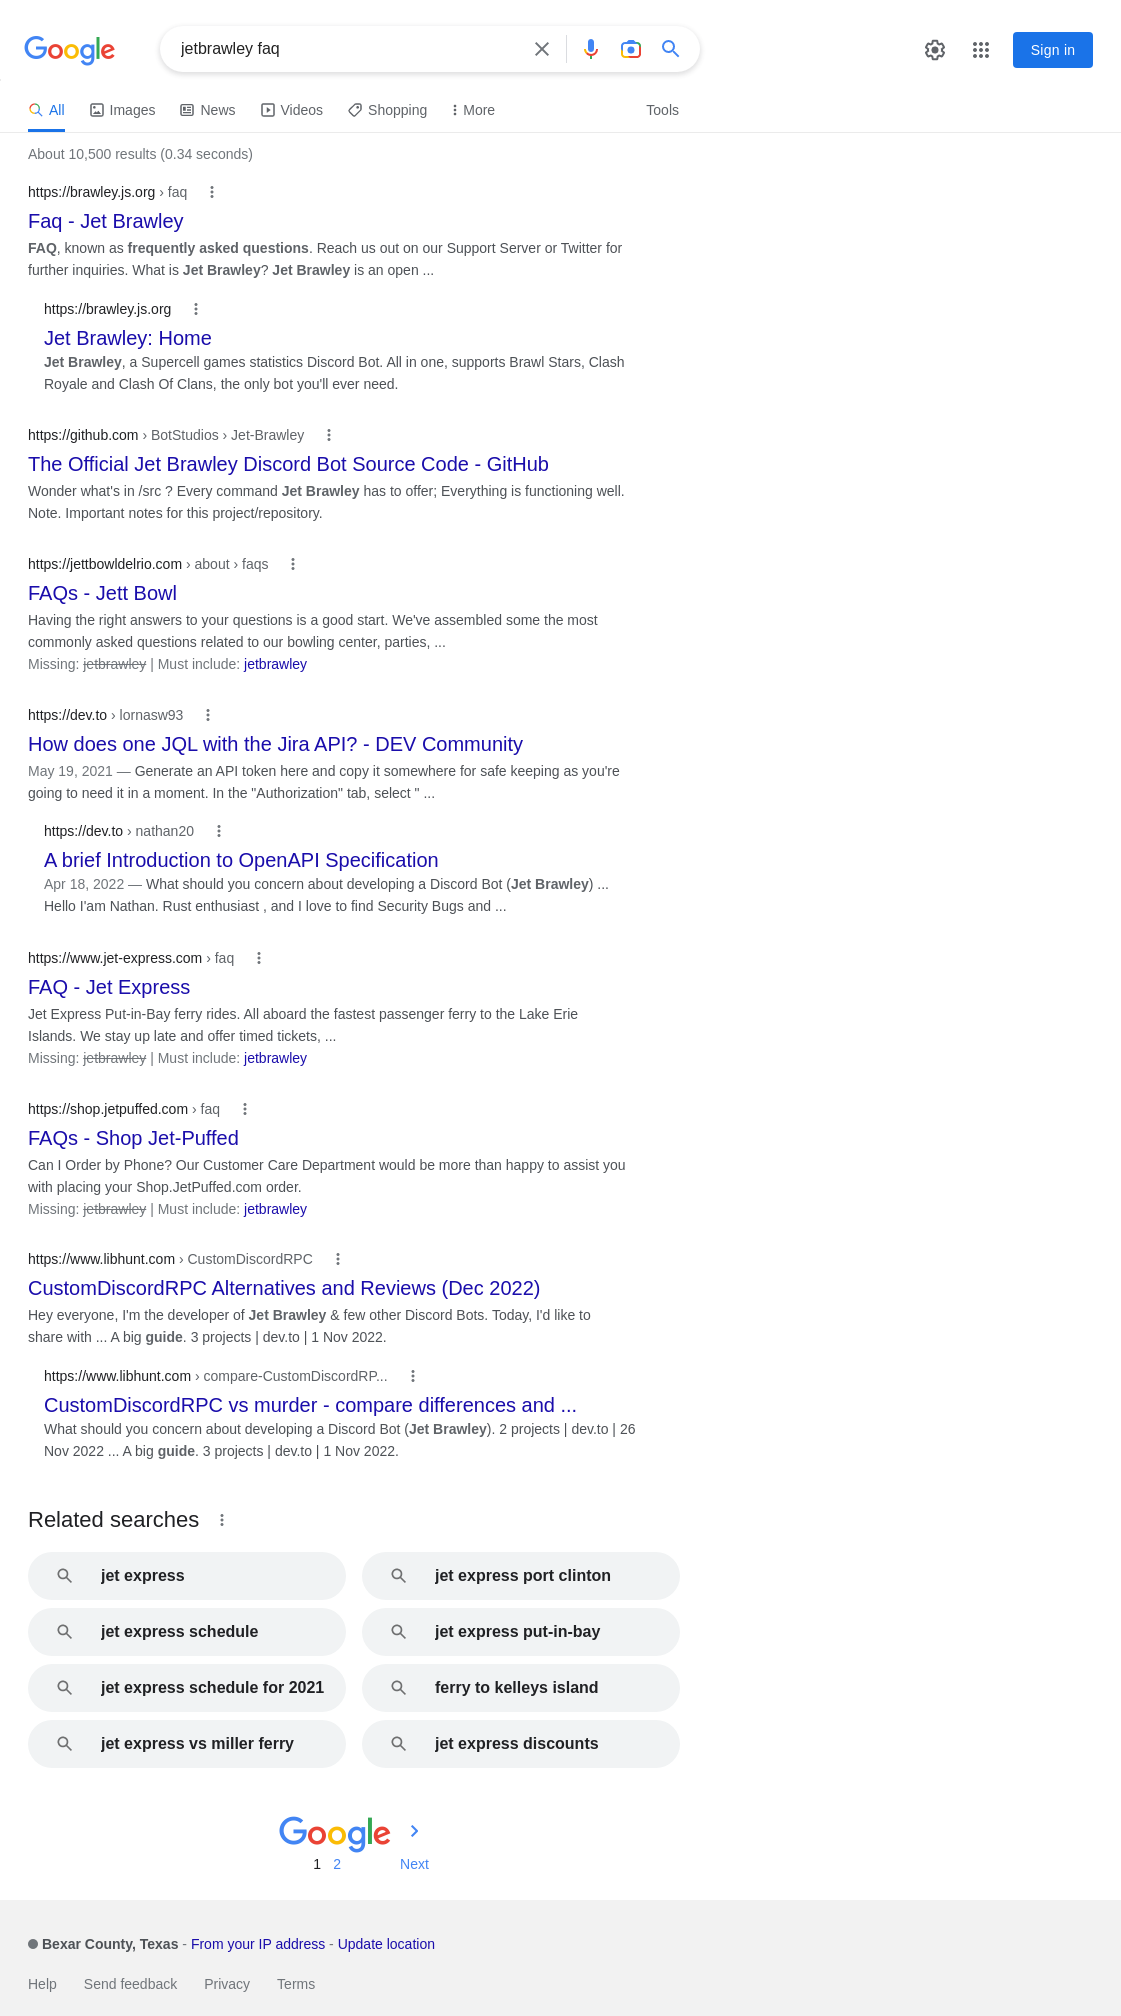 Google
jetbrawley faq
Sign in
All Images News Videos Shopping More Tools
About 10,500 results (0.34 seconds)
https://brawley.js.org › faq
Faq - Jet Brawley
FAQ, known as frequently asked questions. Reach us out on our Support Server or Twitter for
further inquiries. What is Jet Brawley? Jet Brawley is an open ...
https://brawley.js.org
Jet Brawley: Home
Jet Brawley, a Supercell games statistics Discord Bot. All in one, supports Brawl Stars, Clash
Royale and Clash Of Clans, the only bot you'll ever need.
https://github.com › BotStudios › Jet-Brawley
The Official Jet Brawley Discord Bot Source Code - GitHub
Wonder what's in /src ? Every command Jet Brawley has to offer; Everything is functioning well.
Note. Important notes for this project/repository.
https://jettbowldelrio.com › about › faqs
FAQs - Jett Bowl
Having the right answers to your questions is a good start. We've assembled some the most
commonly asked questions related to our bowling center, parties, ...
Missing: jetbrawley | Must include: jetbrawley
https://dev.to › lornasw93
How does one JQL with the Jira API? - DEV Community
May 19, 2021 — Generate an API token here and copy it somewhere for safe keeping as you're
going to need it in a moment. In the "Authorization" tab, select " ...
https://dev.to › nathan20
A brief Introduction to OpenAPI Specification
Apr 18, 2022 — What should you concern about developing a Discord Bot (Jet Brawley) ...
Hello I'am Nathan. Rust enthusiast , and I love to find Security Bugs and ...
https://www.jet-express.com › faq
FAQ - Jet Express
Jet Express Put-in-Bay ferry rides. All aboard the fastest passenger ferry to the Lake Erie
Islands. We stay up late and offer timed tickets, ...
Missing: jetbrawley | Must include: jetbrawley
https://shop.jetpuffed.com › faq
FAQs - Shop Jet-Puffed
Can I Order by Phone? Our Customer Care Department would be more than happy to assist you
with placing your Shop.JetPuffed.com order.
Missing: jetbrawley | Must include: jetbrawley
https://www.libhunt.com › CustomDiscordRPC
CustomDiscordRPC Alternatives and Reviews (Dec 2022)
Hey everyone, I'm the developer of Jet Brawley & few other Discord Bots. Today, I'd like to
share with ... A big guide. 3 projects | dev.to | 1 Nov 2022.
https://www.libhunt.com › compare-CustomDiscordRP...
CustomDiscordRPC vs murder - compare differences and ...
What should you concern about developing a Discord Bot (Jet Brawley). 2 projects | dev.to | 26
Nov 2022 ... A big guide. 3 projects | dev.to | 1 Nov 2022.
Related searches
jet express
jet express port clinton
jet express schedule
jet express put-in-bay
jet express schedule for 2021
ferry to kelleys island
jet express vs miller ferry
jet express discounts
Google
1 2 Next
Bexar County, Texas - From your IP address - Update location
Help Send feedback Privacy Terms